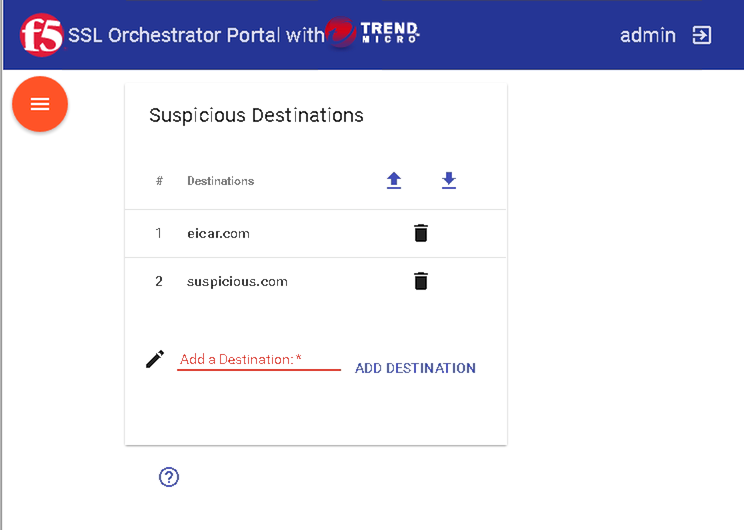 f5 SSL Orchestrator Portal with TREND MICRO admin
Suspicious Destinations
# Destinations
1 eicar.com
2 suspicious.com
Add a Destination: * ADD DESTINATION
?